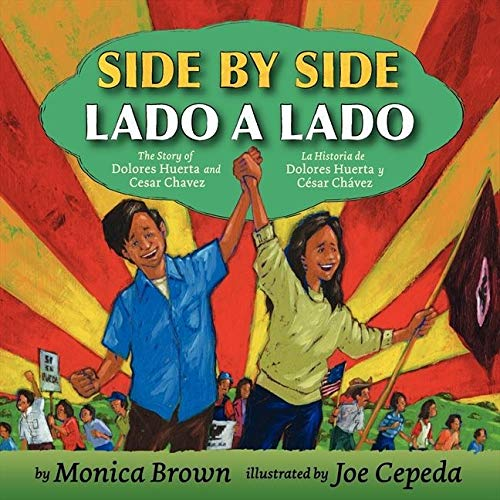 SIDE BY SIDE
LADO A LADO
The Story of
Dolores Huerta and
Cesar Chavez
La Historia de
Dolores Huerta y
César Chávez
by Monica Brown illustrated by Joe Cepeda